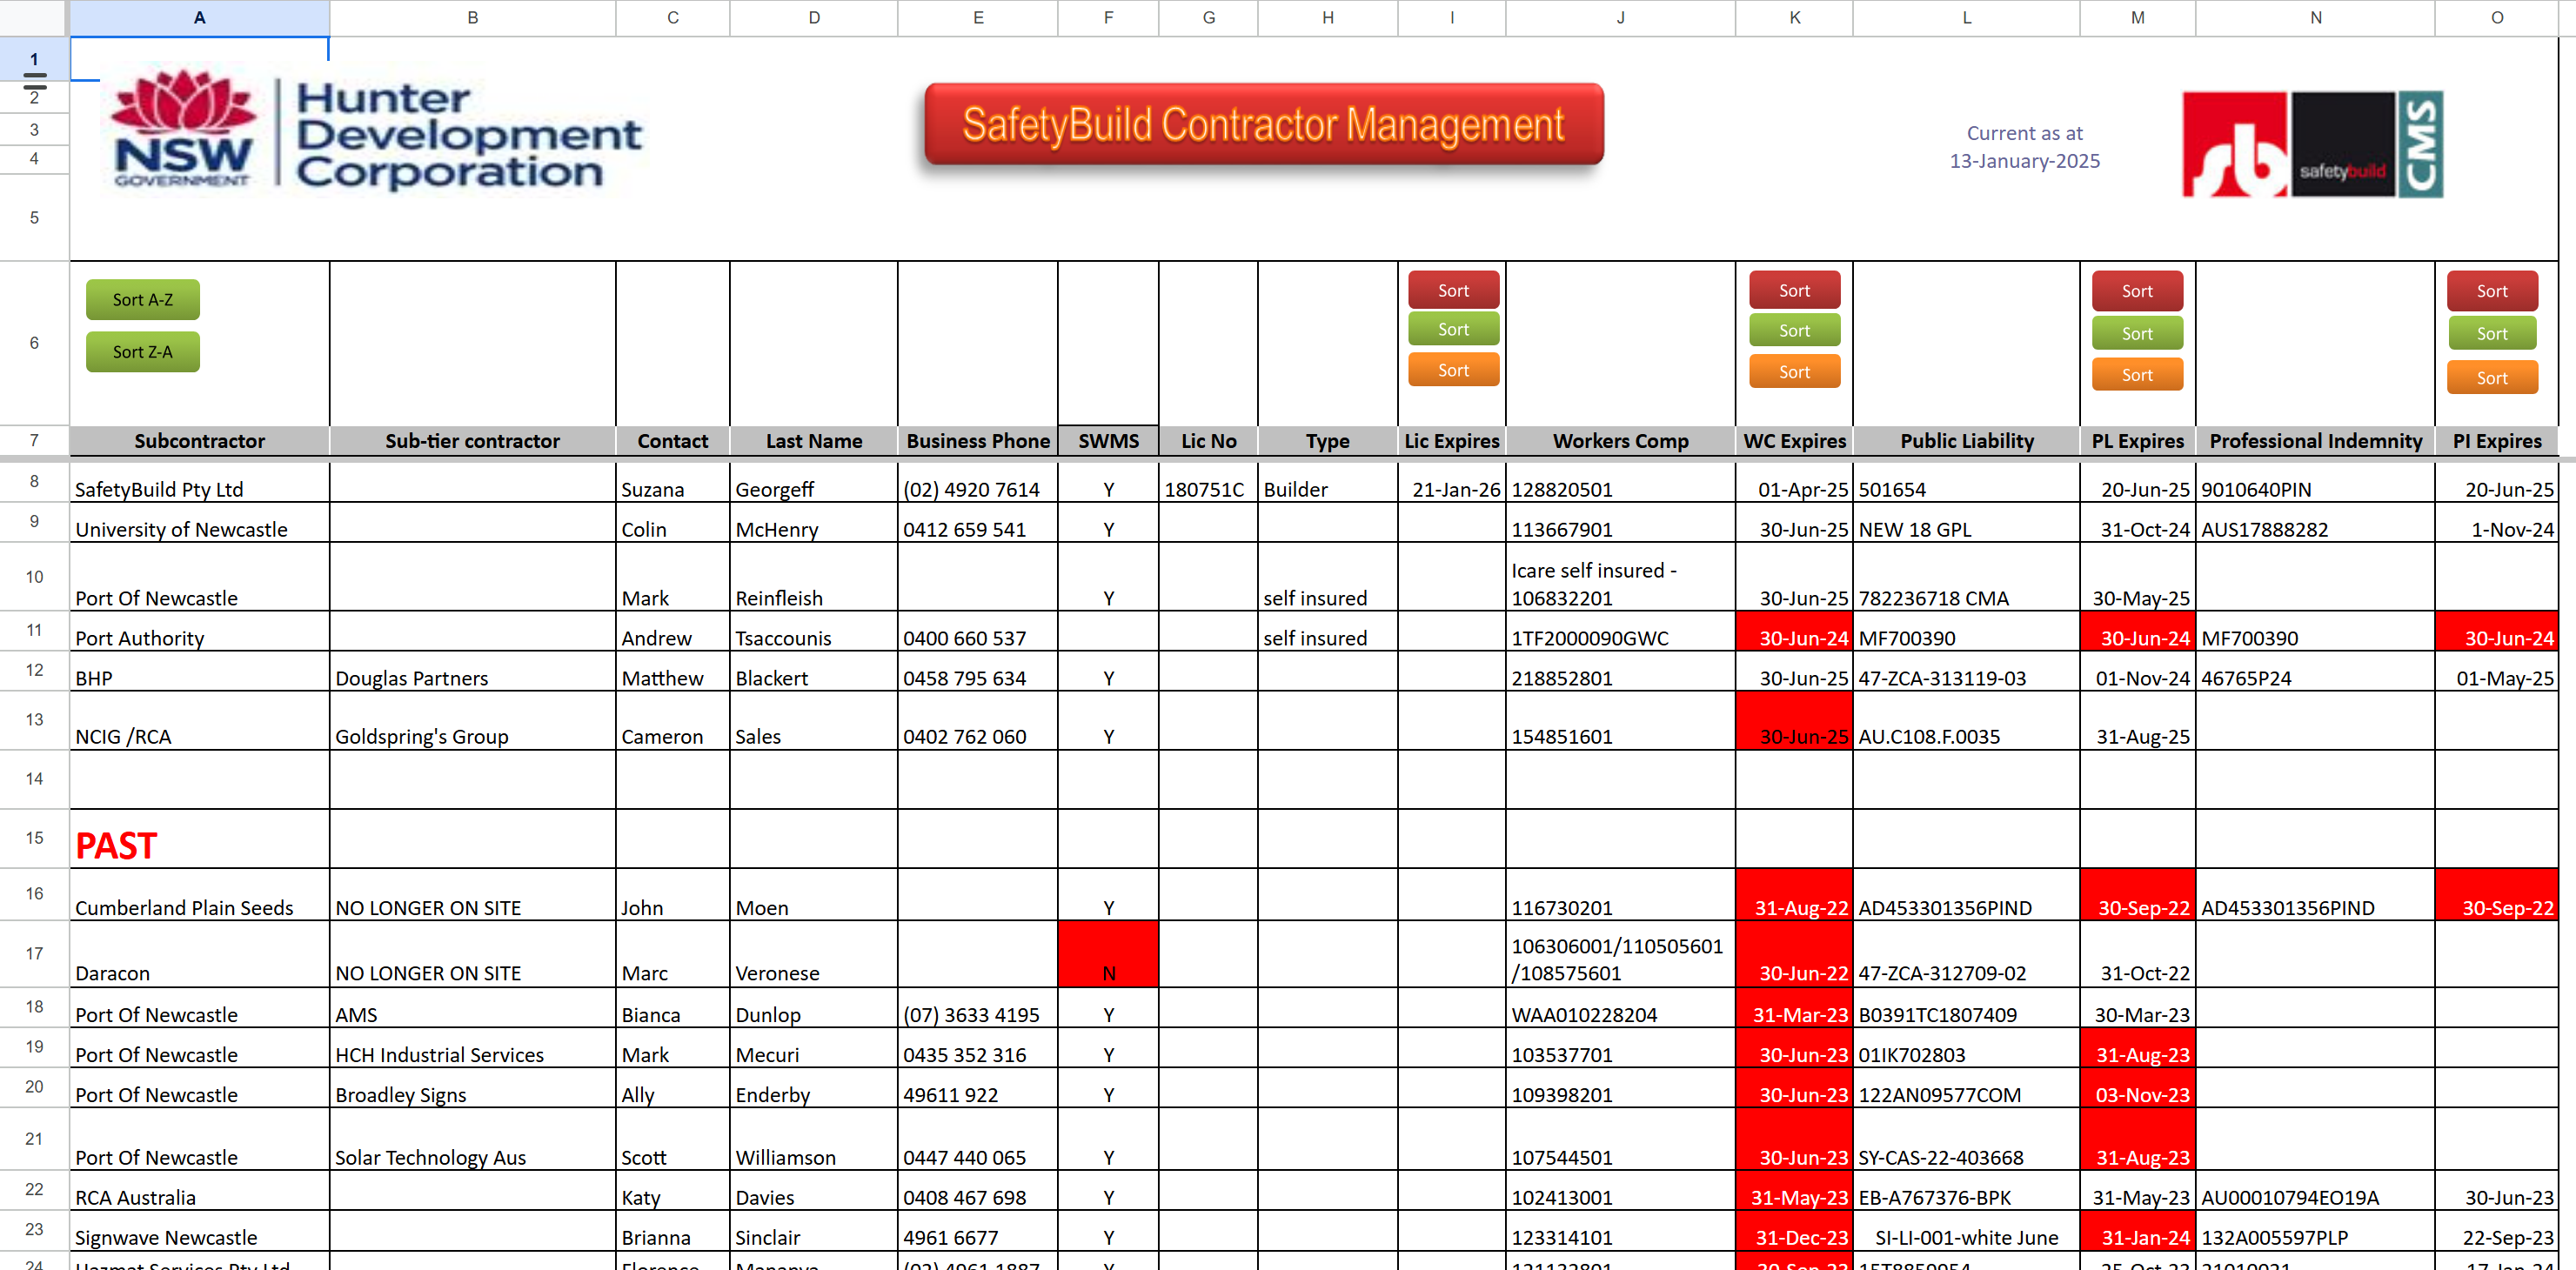 A B C D E F G H I J K L M N O
1
2
3
4
5
NSW
GOVERNMENT
Hunter
Development
Corporation
SafetyBuild Contractor Management
Current as at
13-January-2025
sb
safetybuild
CMS
6
Sort A-Z
Sort Z-A
Sort
Sort
Sort
Sort
Sort
Sort
Sort
Sort
Sort
Sort
Sort
Sort
7 Subcontractor Sub-tier contractor Contact Last Name Business Phone SWMS Lic No Type Lic Expires Workers Comp WC Expires Public Liability PL Expires Professional Indemnity PI Expires
8 SafetyBuild Pty Ltd Suzana Georgeff (02) 4920 7614 Y 180751C Builder 21-Jan-26 128820501 01-Apr-25 501654 20-Jun-25 9010640PIN 20-Jun-25
9 University of Newcastle Colin McHenry 0412 659 541 Y 113667901 30-Jun-25 NEW 18 GPL 31-Oct-24 AUS17888282 1-Nov-24
10 Port Of Newcastle Mark Reinfleish Y self insured Icare self insured -
106832201 30-Jun-25 782236718 CMA 30-May-25
11 Port Authority Andrew Tsaccounis 0400 660 537 self insured 1TF2000090GWC 30-Jun-24 MF700390 30-Jun-24 MF700390 30-Jun-24
12 BHP Douglas Partners Matthew Blackert 0458 795 634 Y 218852801 30-Jun-25 47-ZCA-313119-03 01-Nov-24 46765P24 01-May-25
13 NCIG /RCA Goldspring's Group Cameron Sales 0402 762 060 Y 154851601 30-Jun-25 AU.C108.F.0035 31-Aug-25
14
15 PAST
16 Cumberland Plain Seeds NO LONGER ON SITE John Moen Y 116730201 31-Aug-22 AD453301356PIND 30-Sep-22 AD453301356PIND 30-Sep-22
17 Daracon NO LONGER ON SITE Marc Veronese N 106306001/110505601
/108575601 30-Jun-22 47-ZCA-312709-02 31-Oct-22
18 Port Of Newcastle AMS Bianca Dunlop (07) 3633 4195 Y WAA010228204 31-Mar-23 B0391TC1807409 30-Mar-23
19 Port Of Newcastle HCH Industrial Services Mark Mecuri 0435 352 316 Y 103537701 30-Jun-23 01IK702803 31-Aug-23
20 Port Of Newcastle Broadley Signs Ally Enderby 49611 922 Y 109398201 30-Jun-23 122AN09577COM 03-Nov-23
21 Port Of Newcastle Solar Technology Aus Scott Williamson 0447 440 065 Y 107544501 30-Jun-23 SY-CAS-22-403668 31-Aug-23
22 RCA Australia Katy Davies 0408 467 698 Y 102413001 31-May-23 EB-A767376-BPK 31-May-23 AU00010794EO19A 30-Jun-23
23 Signwave Newcastle Brianna Sinclair 4961 6677 Y 123314101 31-Dec-23 SI-LI-001-white June 31-Jan-24 132A005597PLP 22-Sep-23
24 Hazmat Services Pty Ltd Florence